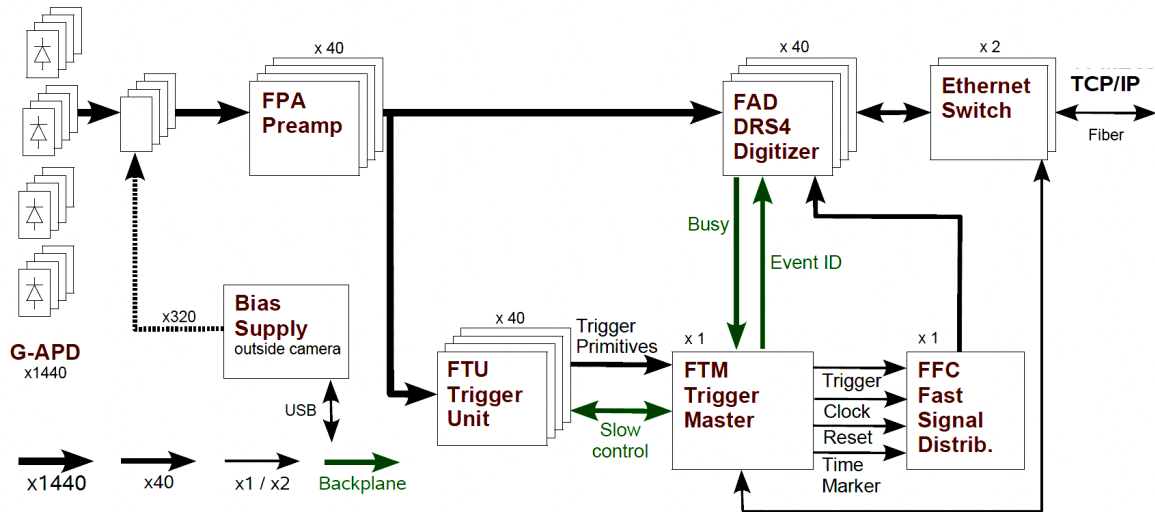 x 40
FPA
Preamp
x 40
FAD
DRS4
Digitizer
x 2
Ethernet
Switch
TCP/IP
Fiber
Busy
Event ID
x320
Bias
Supply
outside camera
G-APD
x1440
USB
x 40
FTU
Trigger
Unit
Trigger
Primitives
Slow
control
x 1
FTM
Trigger
Master
Trigger
Clock
Reset
Time
Marker
x 1
FFC
Fast
Signal
Distrib.
x1440
x40
x1 / x2
Backplane